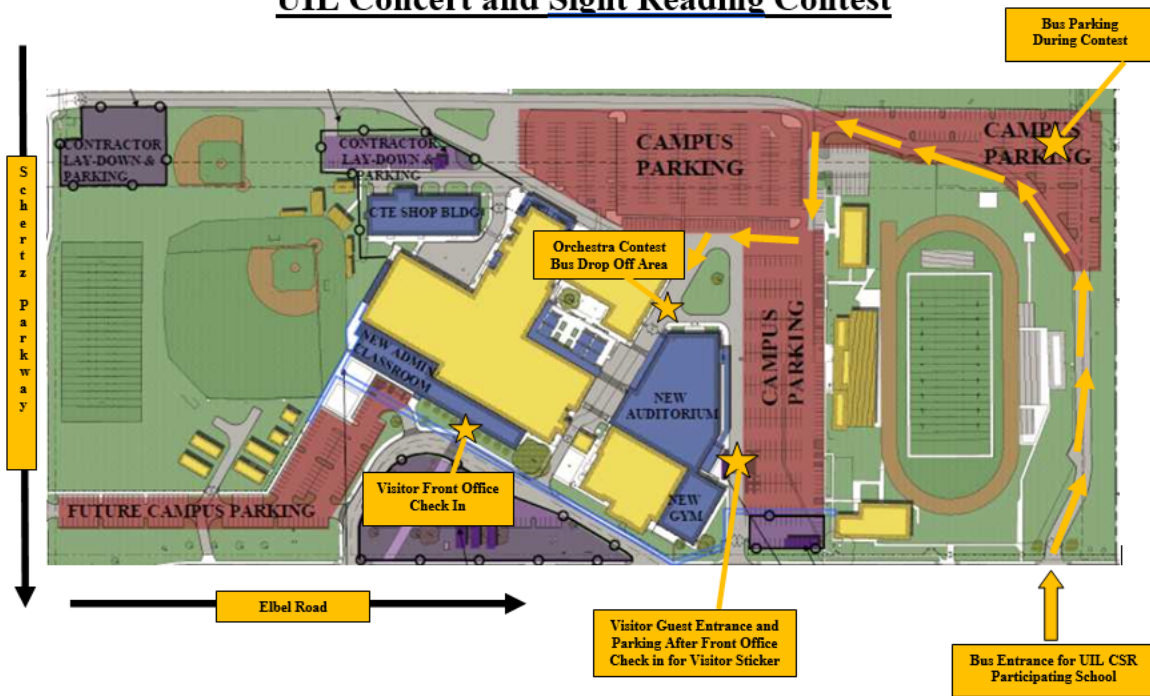 UIL Concert and Sight Reading Contest
Bus Parking
During Contest
Schertz Parkway
CONTRACTOR
LAY-DOWN &
PARKING
CONTRACTOR
LAY-DOWN &
PARKING
CTE SHOP BLDG
CAMPUS
PARKING
CAMPUS
PARKING
Orchestra Contest
Bus Drop Off Area
NEW ADMIN
CLASSROOM
NEW
AUDITORIUM
CAMPUS
PARKING
Visitor Front Office
Check In
NEW
GYM
FUTURE CAMPUS PARKING
Elbel Road
Visitor Guest Entrance and
Parking After Front Office
Check in for Visitor Sticker
Bus Entrance for UIL CSR
Participating School